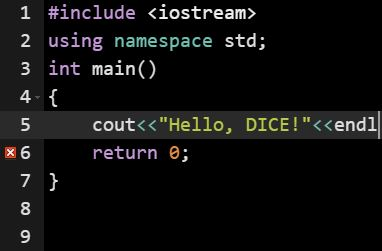 1 #include <iostream>
2 using namespace std;
3 int main()
4 {
5 cout<<"Hello, DICE!"<<endl
6 return 0;
7 }
8
9